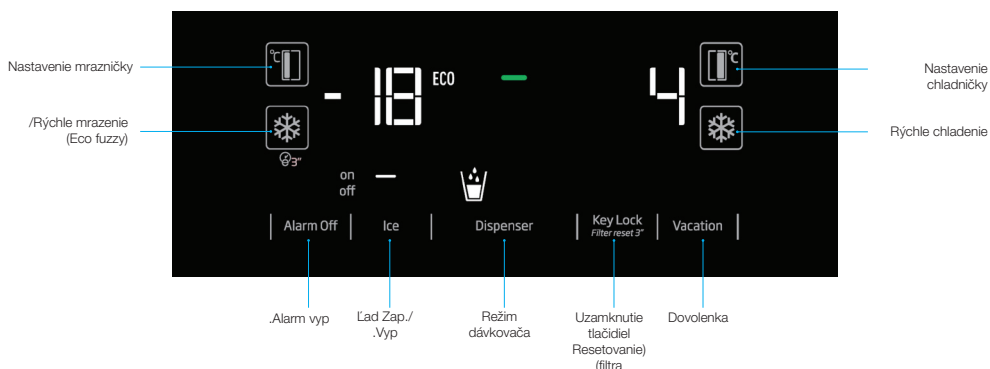 °C
°C
Nastavenie mrazničky
- 18 ECO
4
Nastavenie
chladničky
/Rýchle mrazenie
(Eco fuzzy)
Rýchle chladenie
3"
on
off
Alarm Off
Ice
Dispenser
Key Lock
Filter reset 3"
Vacation
.Alarm vyp
Ľad Zap./
.Vyp
Režim
dávkovača
Uzamknutie
tlačidiel
Resetovanie)
(filtra
Dovolenka